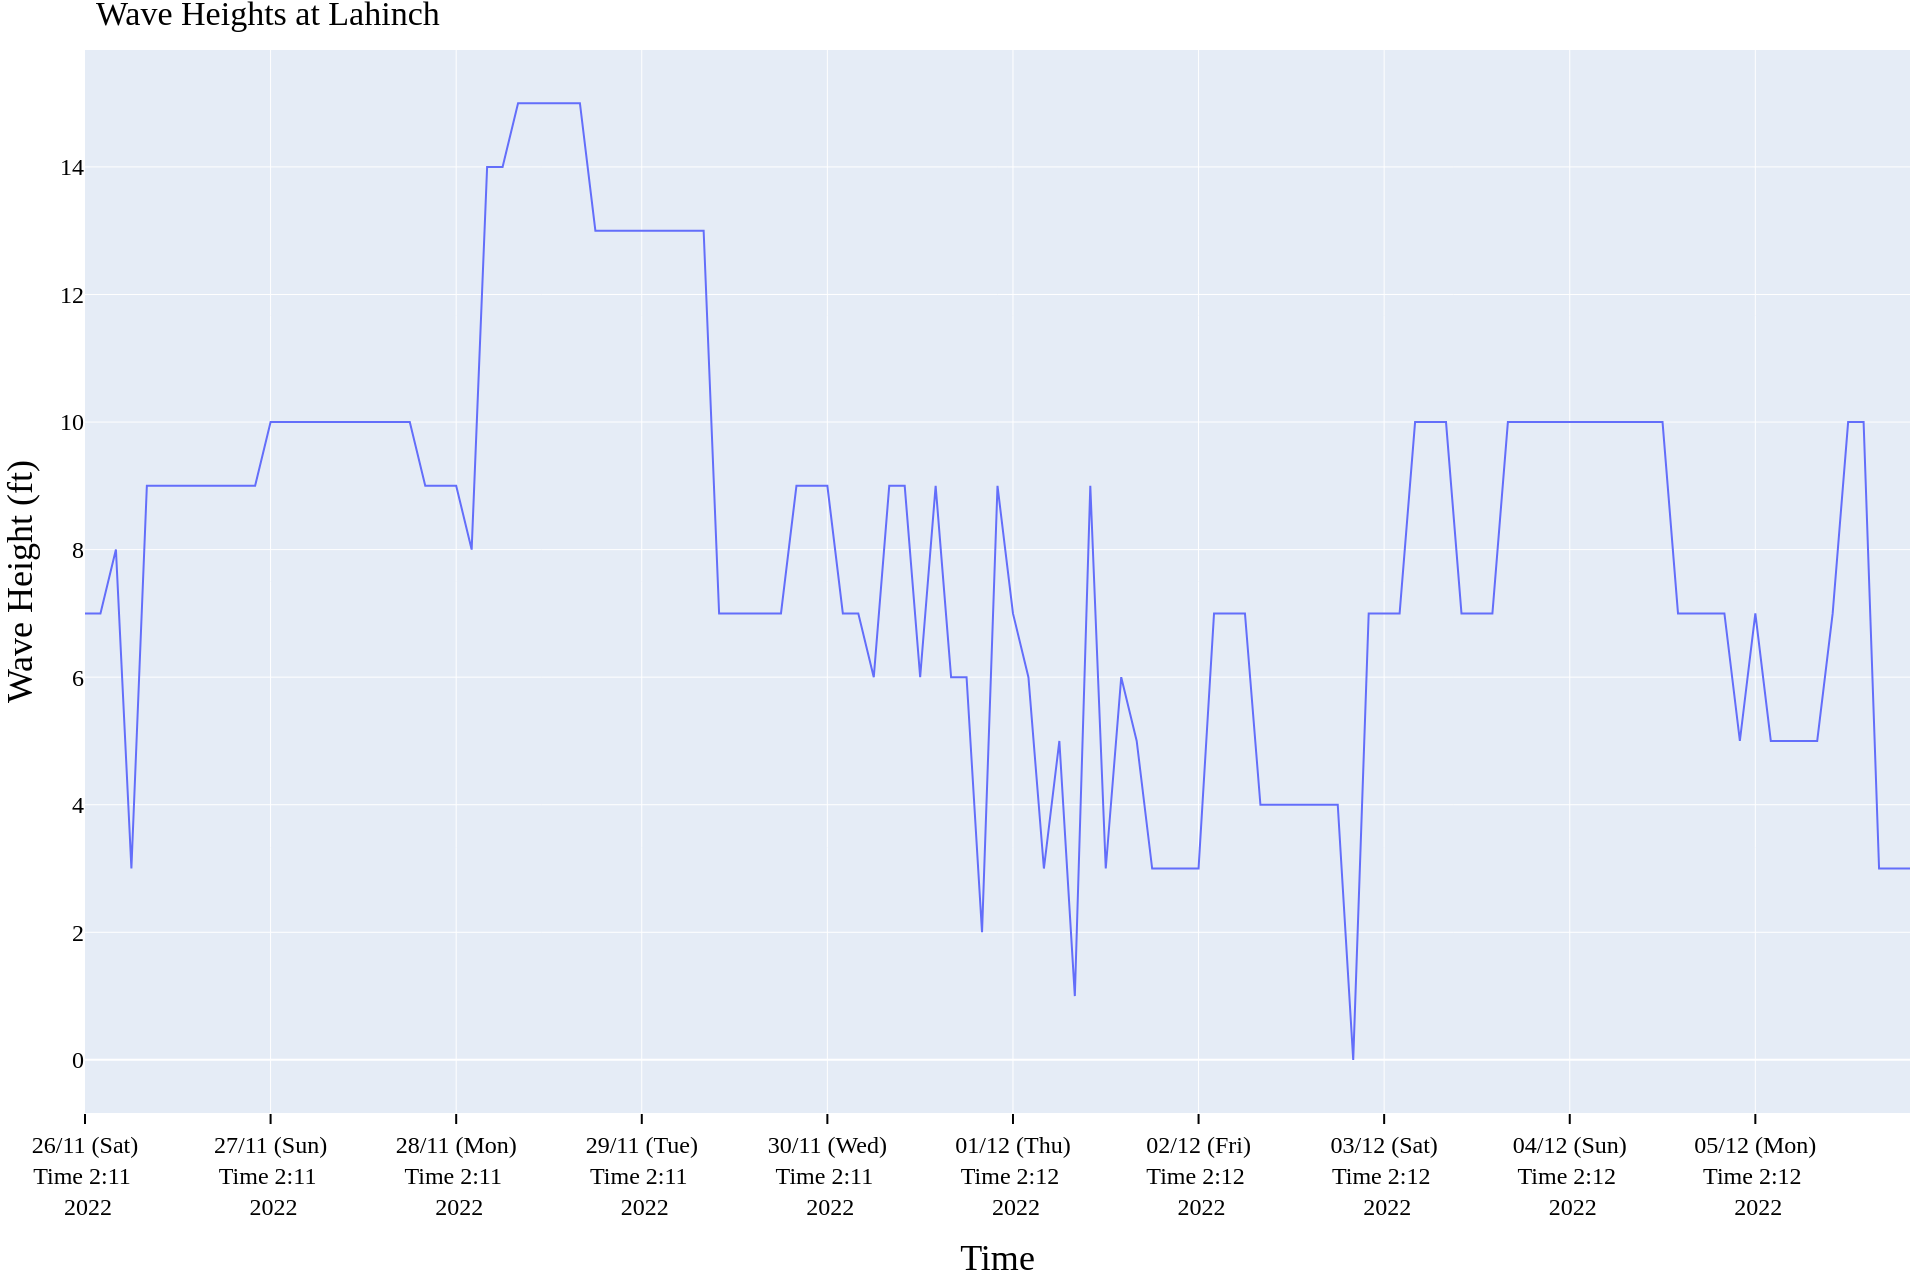 Wave Heights at Lahinch
Wave Height (ft)
14
12
10
8
6
4
2
0
26/11 (Sat) 27/11 (Sun) 28/11 (Mon) 29/11 (Tue) 30/11 (Wed) 01/12 (Thu) 02/12 (Fri) 03/12 (Sat) 04/12 (Sun) 05/12 (Mon)
Time 2:11 Time 2:11 Time 2:11 Time 2:11 Time 2:11 Time 2:12 Time 2:12 Time 2:12 Time 2:12 Time 2:12
2022 2022 2022 2022 2022 2022 2022 2022 2022 2022
Time